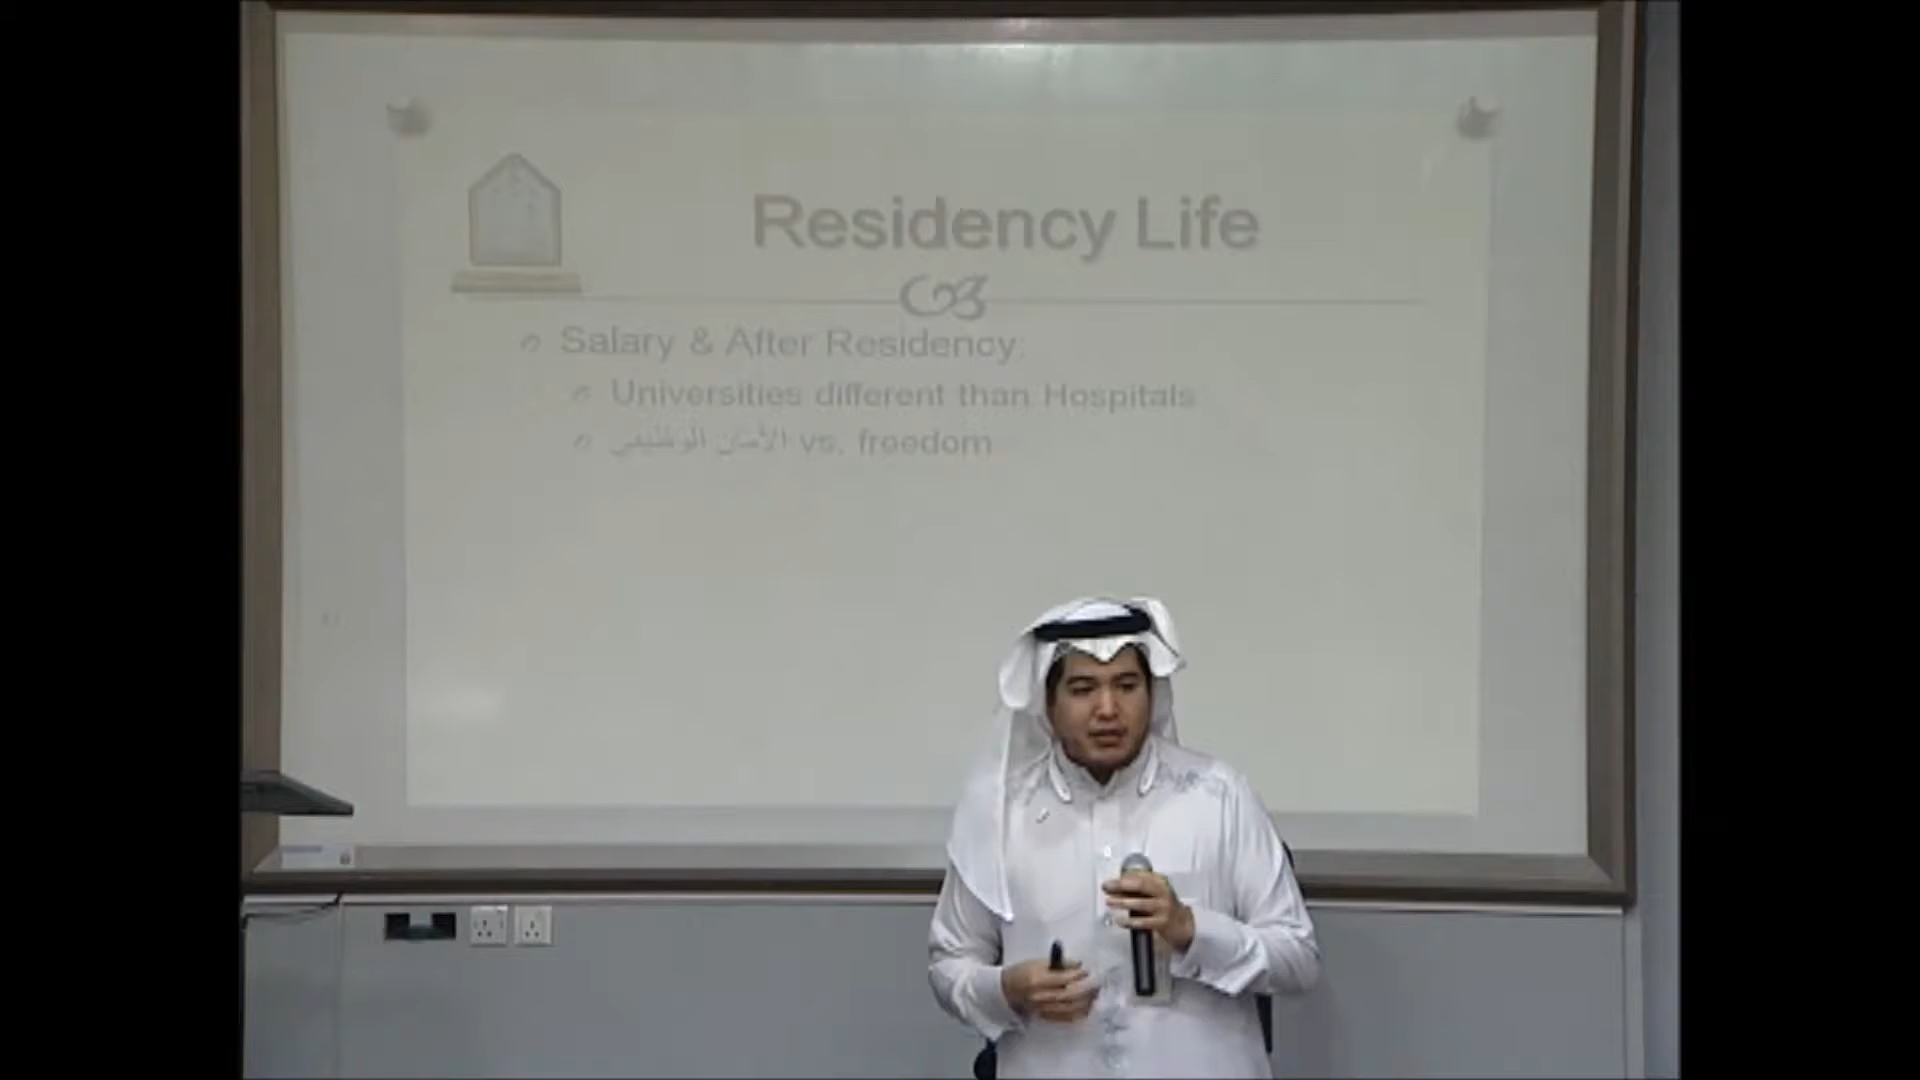 Residency Life
Salary & After Residency:
Universities different than Hospitals
الأمان الوظيفي vs. freedom